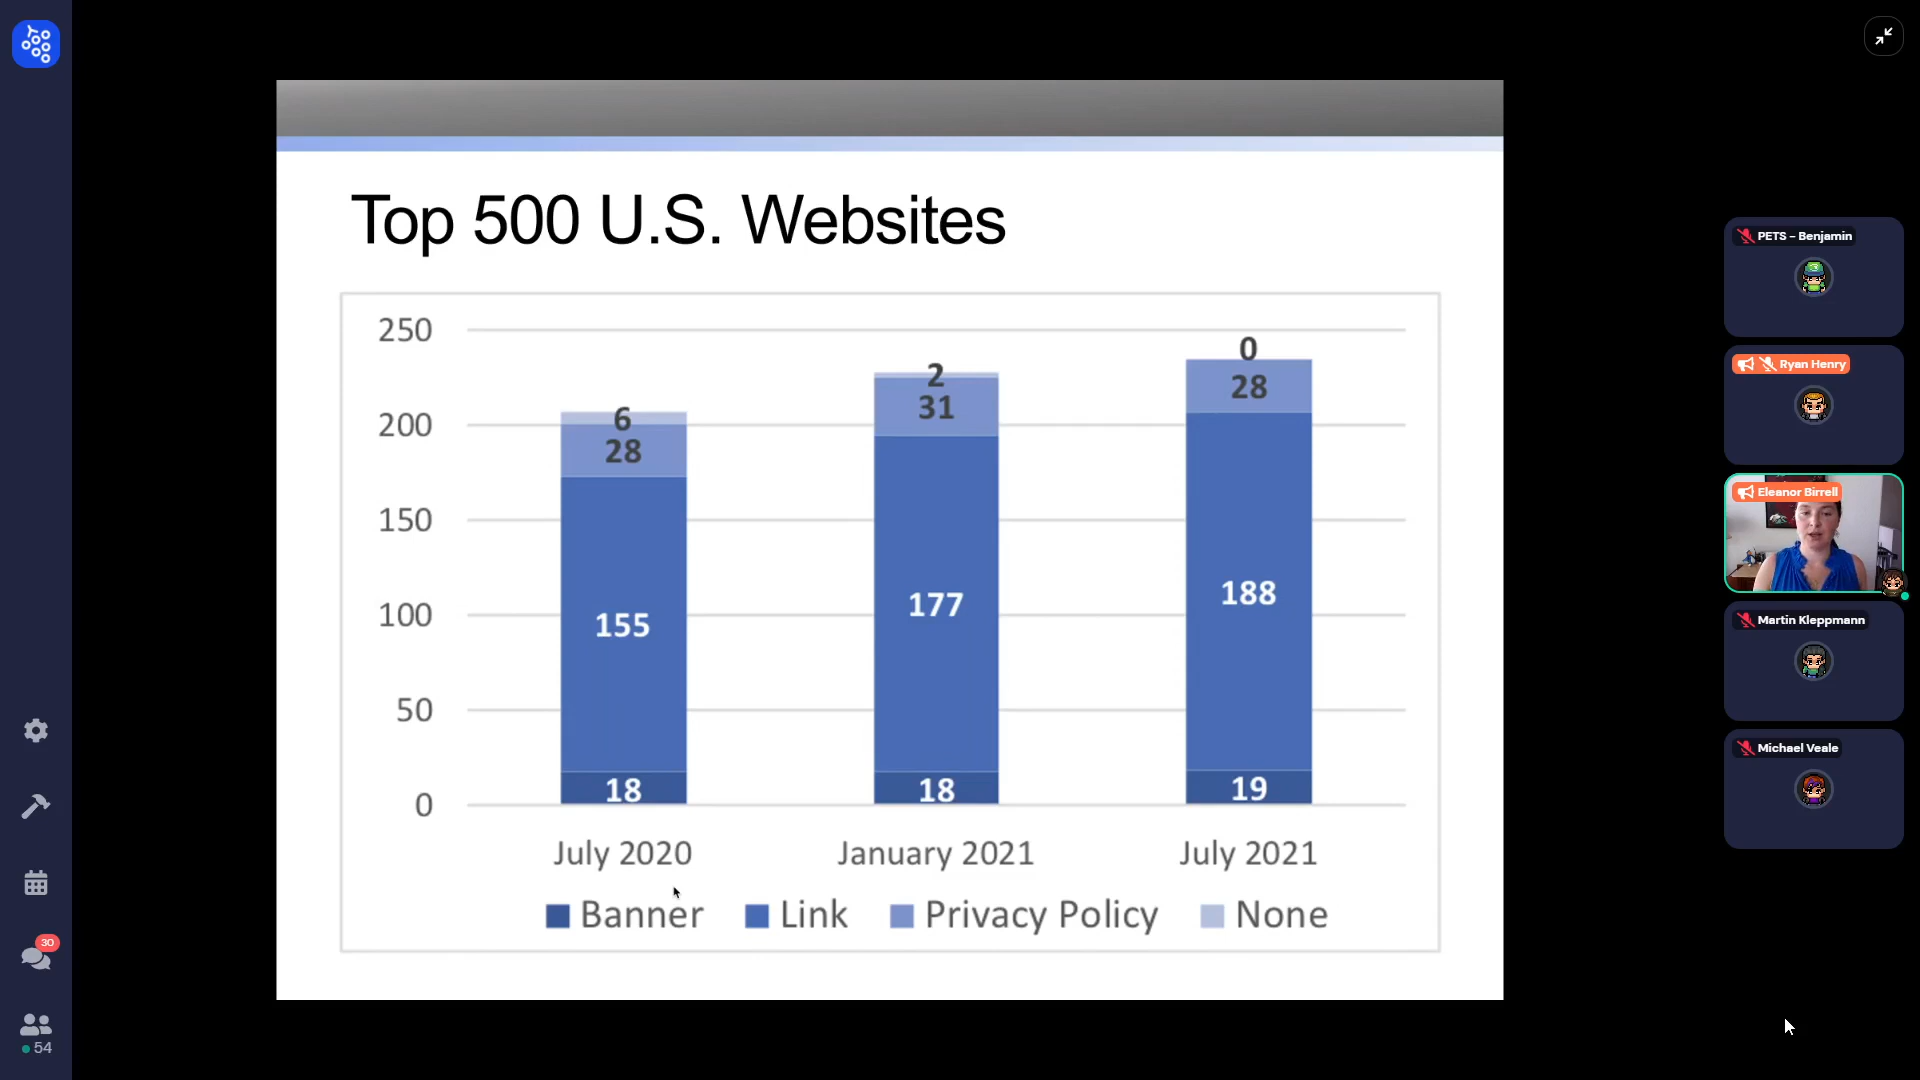 Top 500 U.S. Websites
250
200
150
100
50
0
6
28
155
18
2
31
177
18
0
28
188
19
July 2020 January 2021 July 2021
Banner Link Privacy Policy None
PETS – Benjamin
Ryan Henry
Eleanor Birrell
Martin Kleppmann
Michael Veale
30
54